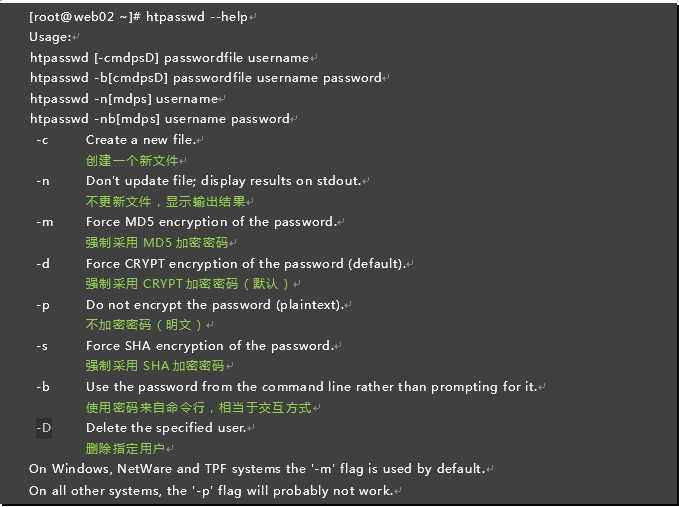 [root@web02 ~]# htpasswd --help↵
Usage:↵
htpasswd [-cmdpsD] passwordfile username↵
htpasswd -b[cmdpsD] passwordfile username password↵
htpasswd -n[mdps] username↵
htpasswd -nb[mdps] username password↵
-c Create a new file.↵
创建一个新文件↵
-n Don't update file; display results on stdout.↵
不更新文件，显示输出结果↵
-m Force MD5 encryption of the password.↵
强制采用 MD5 加密密码↵
-d Force CRYPT encryption of the password (default).↵
强制采用 CRYPT 加密密码（默认）↵
-p Do not encrypt the password (plaintext).↵
不加密密码（明文）↵
-s Force SHA encryption of the password.↵
强制采用 SHA 加密密码↵
-b Use the password from the command line rather than prompting for it.↵
使用密码来自命令行，相当于交互方式↵
-D Delete the specified user.↵
删除指定用户↵
On Windows, NetWare and TPF systems the '-m' flag is used by default.↵
On all other systems, the '-p' flag will probably not work.↵